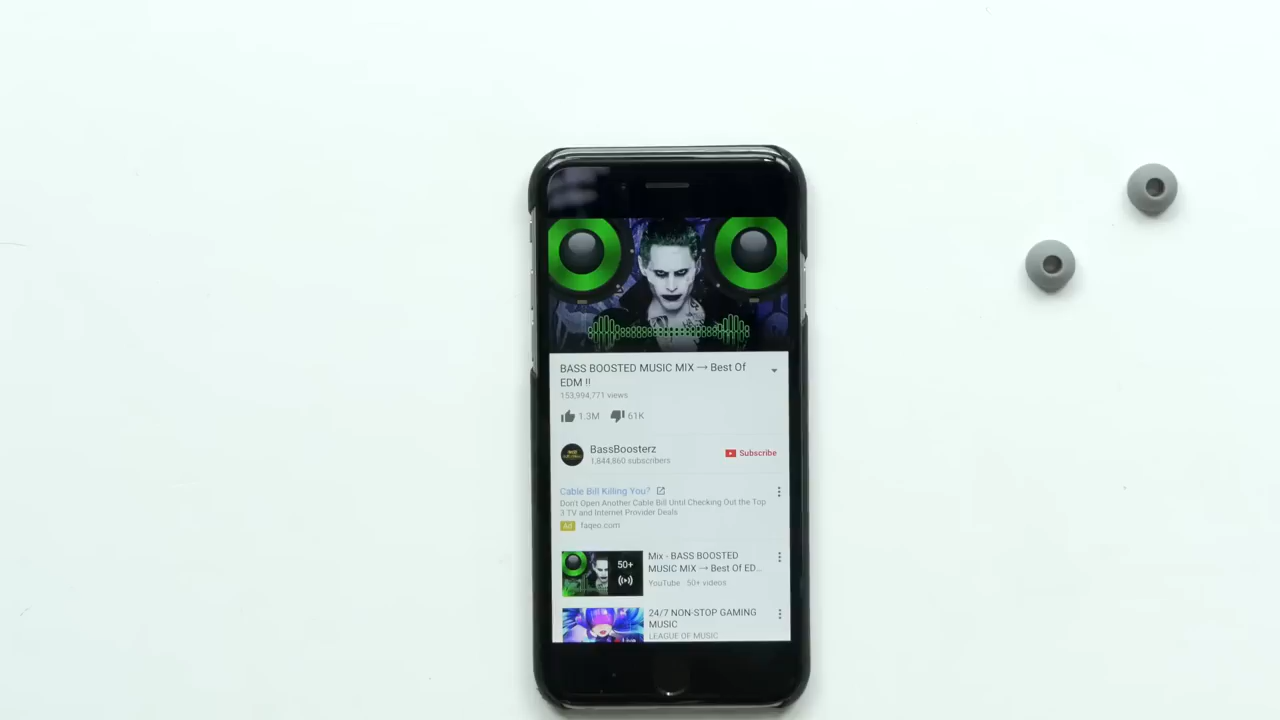 BASS BOOSTED MUSIC MIX → Best Of
EDM !!
153,994,771 views
1.3M 61K
BassBoosterz
1,844,860 subscribers
Subscribe
Cable Bill Killing You?
Don't Open Another Cable Bill Until Checking Out the Top
3 TV and Internet Provider Deals
Ad faqeo.com
50+
Mix - BASS BOOSTED
MUSIC MIX → Best Of ED...
YouTube · 50+ videos
24/7 NON-STOP GAMING
MUSIC
LEAGUE OF MUSIC